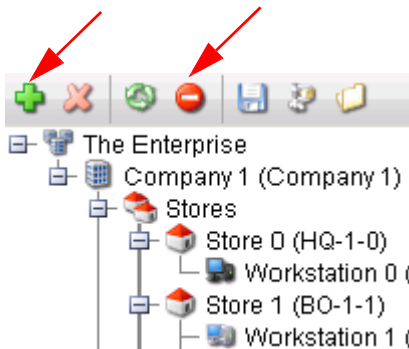 The Enterprise
Company 1 (Company 1)
Stores
Store 0 (HQ-1-0)
Workstation 0 (
Store 1 (BO-1-1)
Workstation 1 (